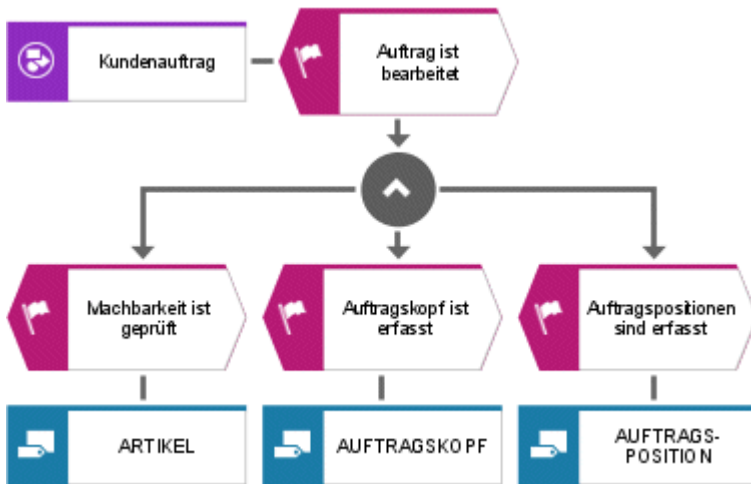 Kundenauftrag
Auftrag ist
bearbeitet
Machbarkeit ist
geprüft
Auftragskopf ist
erfasst
Auftragspositionen
sind erfasst
ARTIKEL
AUFTRAGSKOPF
AUFTRAGS-
POSITION